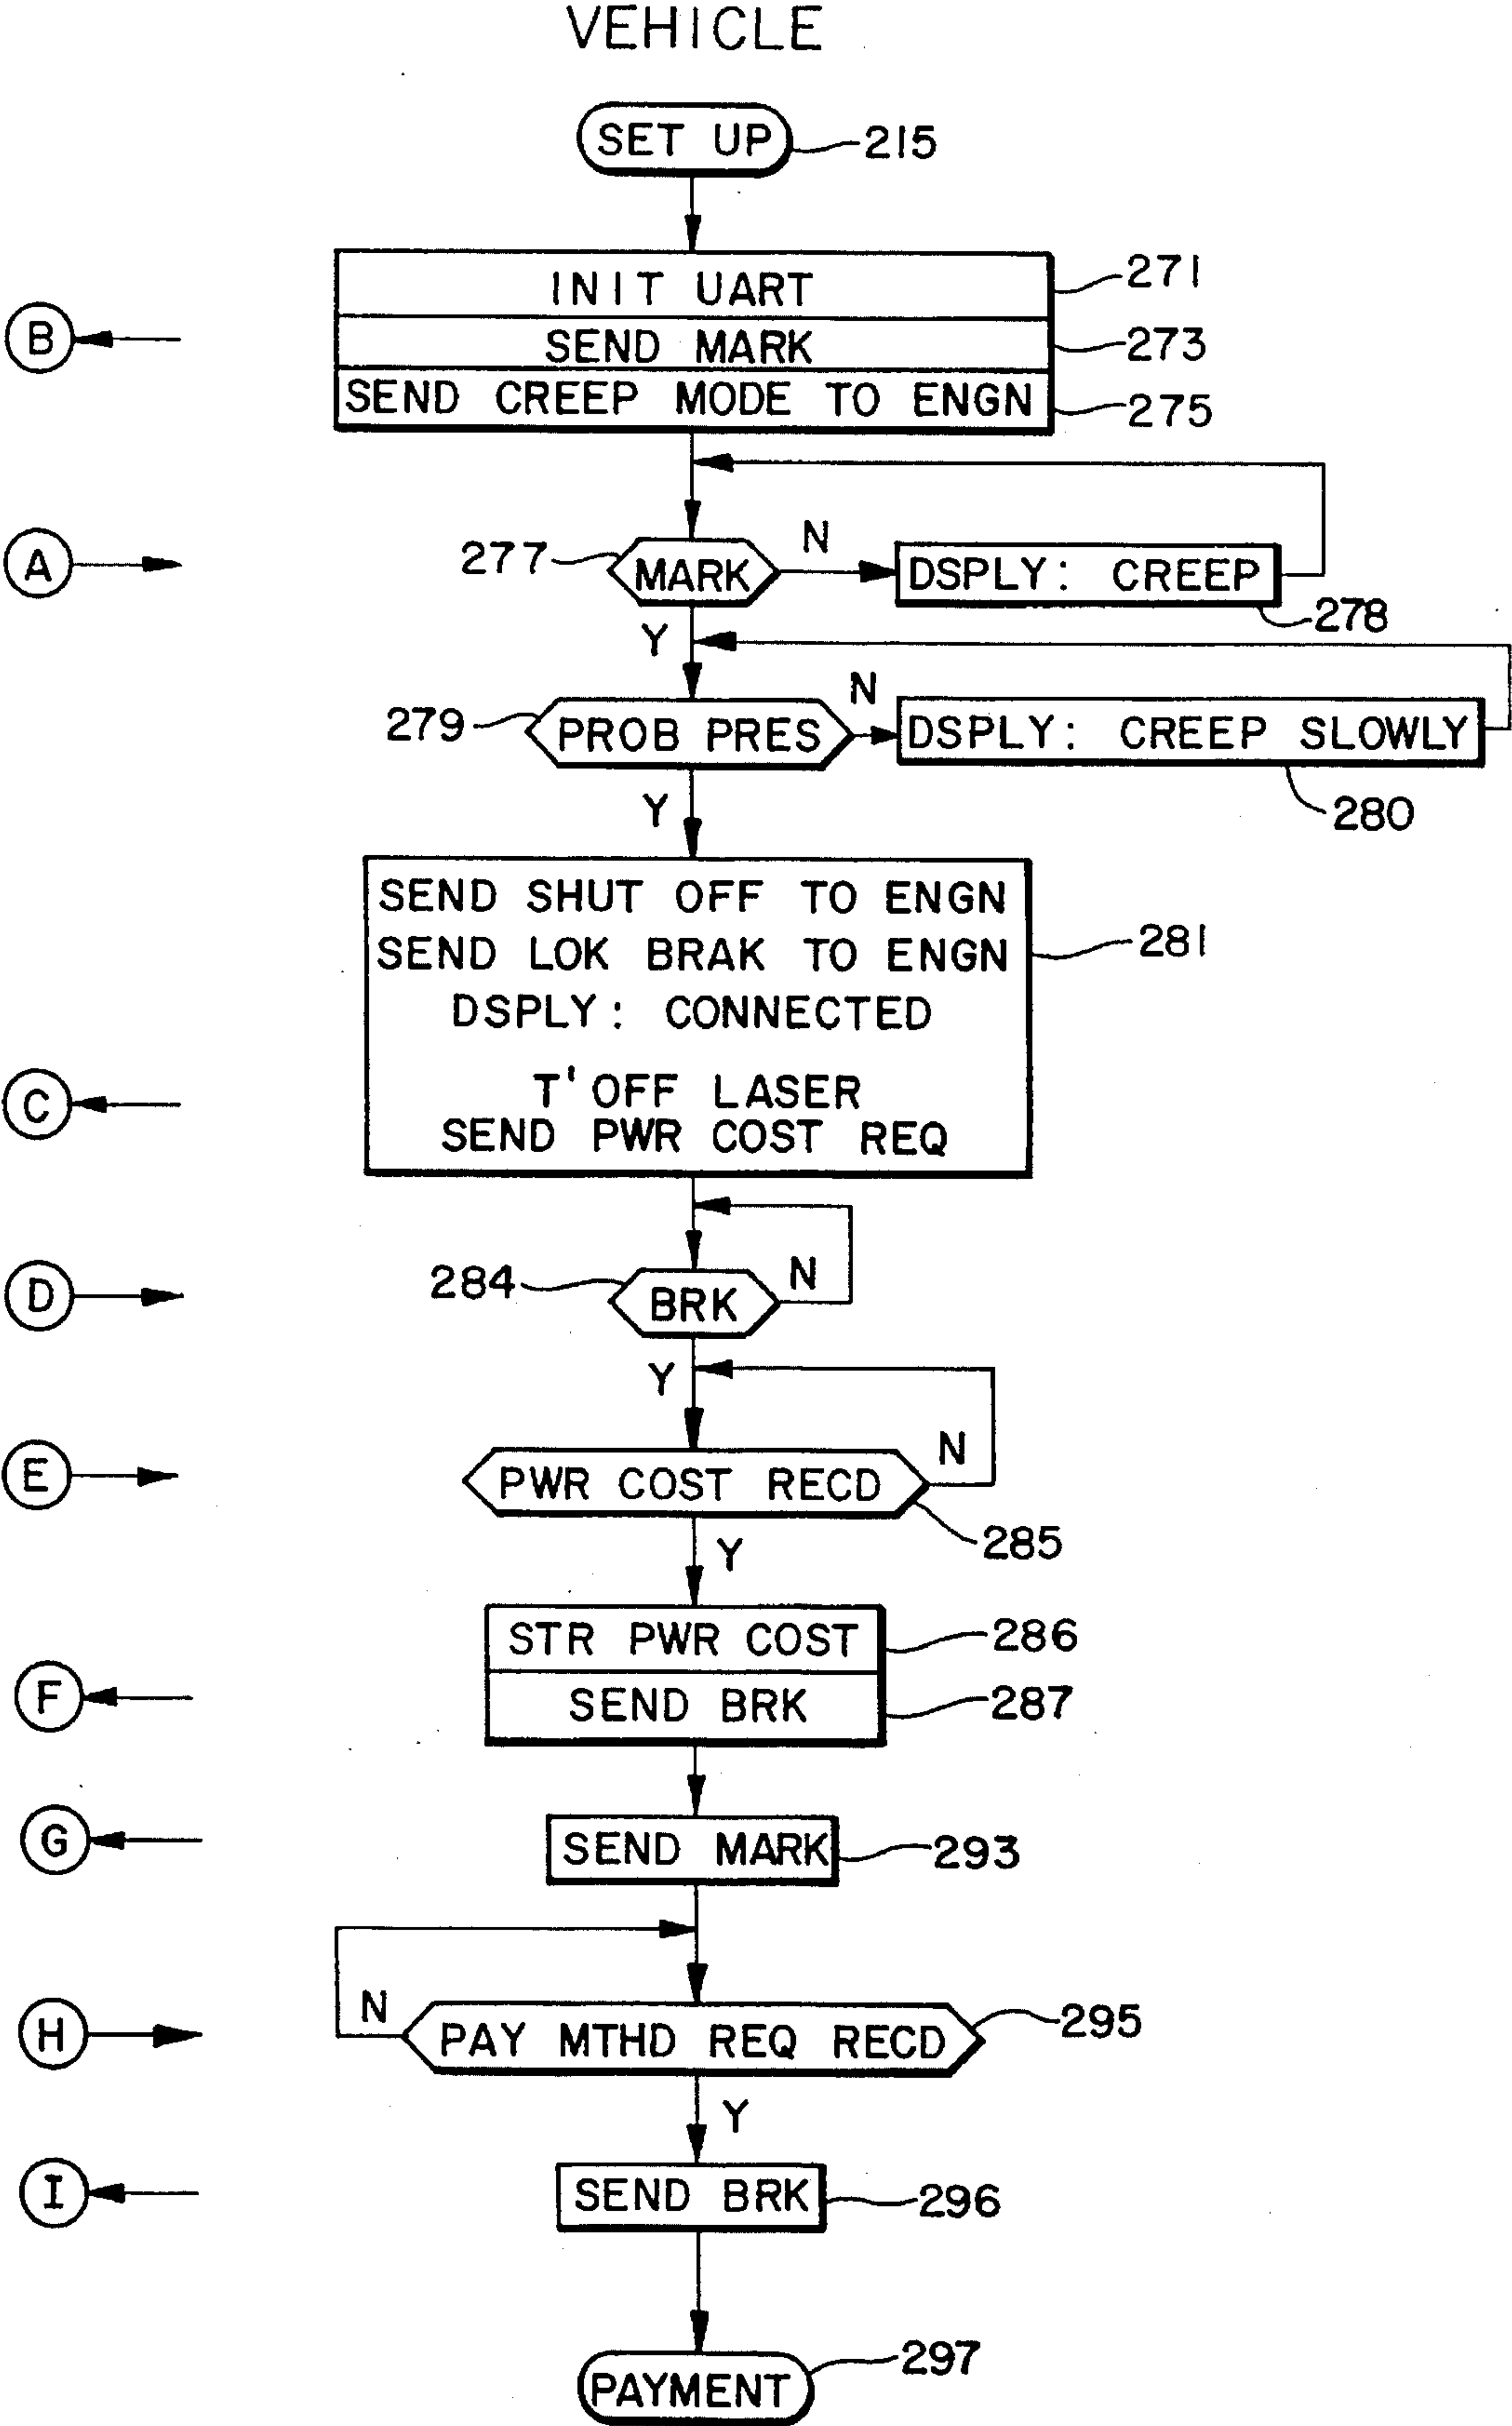 VEHICLE
SET UP
215
INIT UART
271
B
SEND MARK
273
SEND CREEP MODE TO ENGN
275
A
277
MARK
N
DSPLY: CREEP
278
Y
279
PROB PRES
N
DSPLY: CREEP SLOWLY
280
Y
SEND SHUT OFF TO ENGN
SEND LOK BRAK TO ENGN
281
DSPLY: CONNECTED
C
T' OFF LASER
SEND PWR COST REQ
D
284
BRK
N
Y
E
PWR COST RECD
N
285
Y
STR PWR COST
286
F
SEND BRK
287
G
SEND MARK
293
H
N
PAY MTHD REQ RECD
295
Y
I
SEND BRK
296
PAYMENT
297